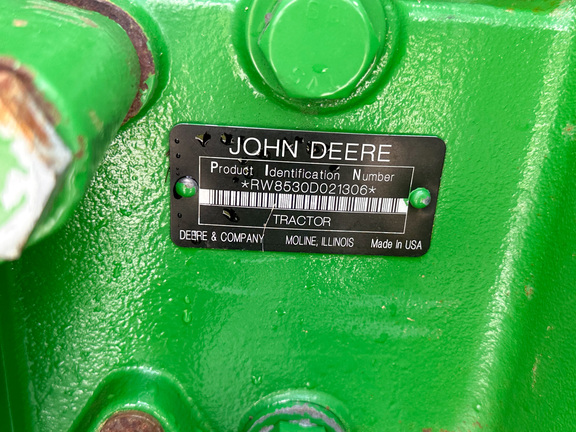 JOHN DEERE
Product Identification Number
*RW8530D021306*
TRACTOR
DEERE & COMPANY MOLINE, ILLINOIS Made in USA